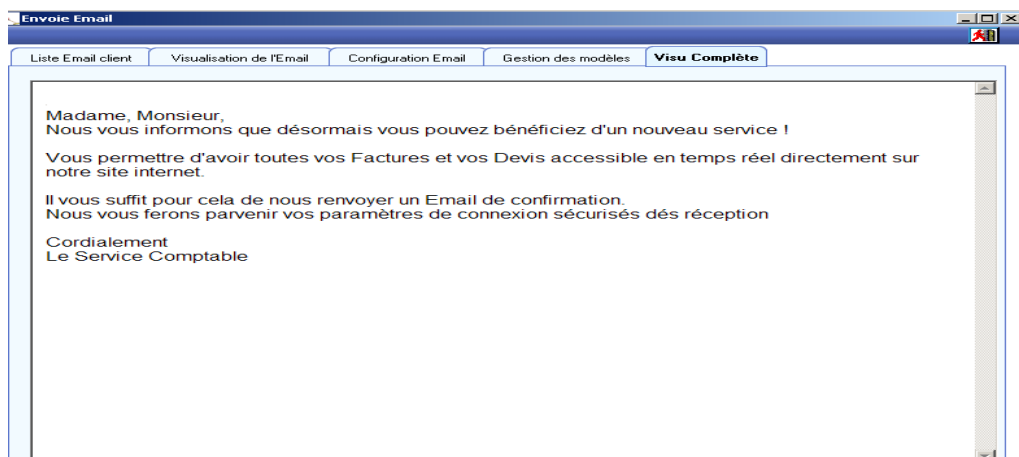 Envoie Email
Liste Email client
Visualisation de l'Email
Configuration Email
Gestion des modèles
Visu Complète
Madame, Monsieur,
Nous vous informons que désormais vous pouvez bénéficiez d'un nouveau service !
Vous permettre d'avoir toutes vos Factures et vos Devis accessible en temps réel directement sur
notre site internet.
Il vous suffit pour cela de nous renvoyer un Email de confirmation.
Nous vous ferons parvenir vos paramètres de connexion sécurisés dés réception
Cordialement
Le Service Comptable